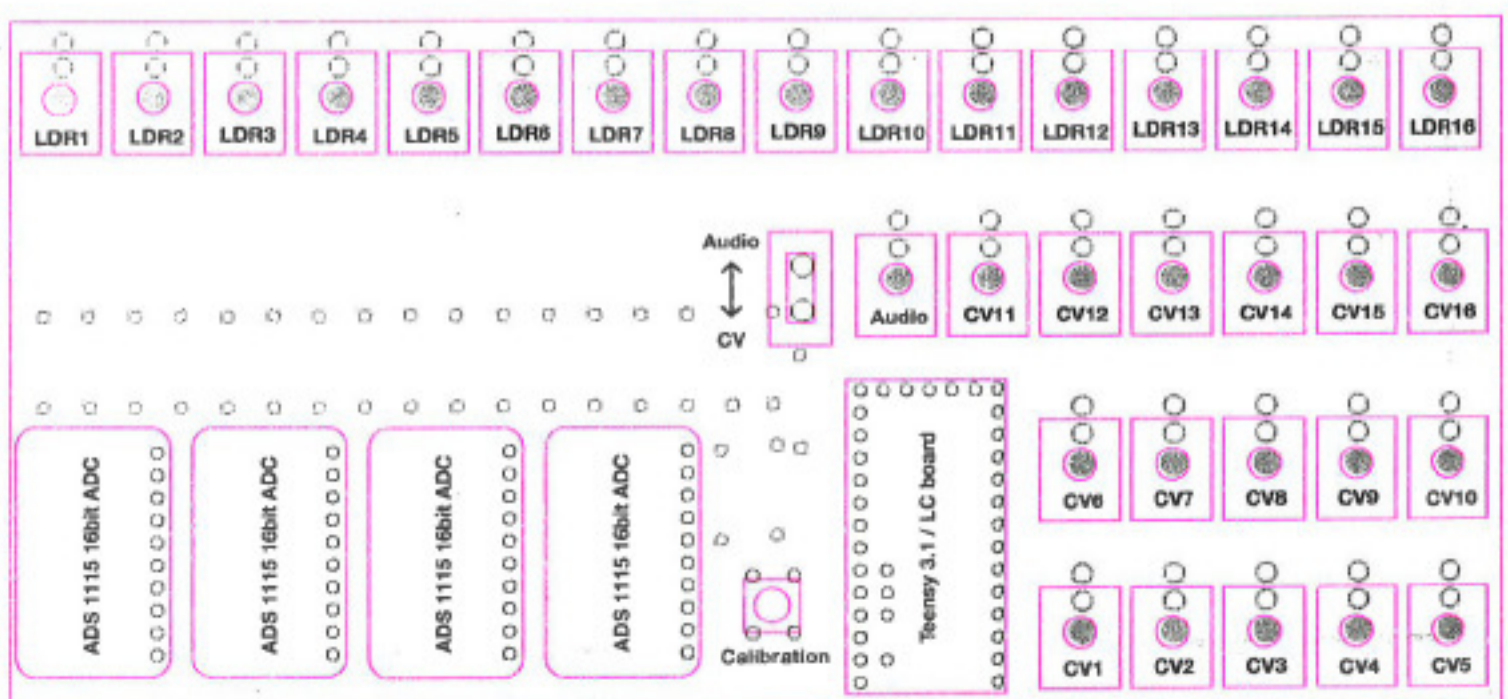 LDR1 LDR2 LDR3 LDR4 LDR5 LDR6 LDR7 LDR8 LDR9 LDR10 LDR11 LDR12 LDR13 LDR14 LDR15 LDR16
Audio
CV
Audio CV11 CV12 CV13 CV14 CV15 CV16
CV6 CV7 CV8 CV9 CV10
ADS 1115 16bit ADC
ADS 1115 16bit ADC
ADS 1115 16bit ADC
ADS 1115 16bit ADC
Calibration
Teensy 3.1 / LC board
CV1 CV2 CV3 CV4 CV5